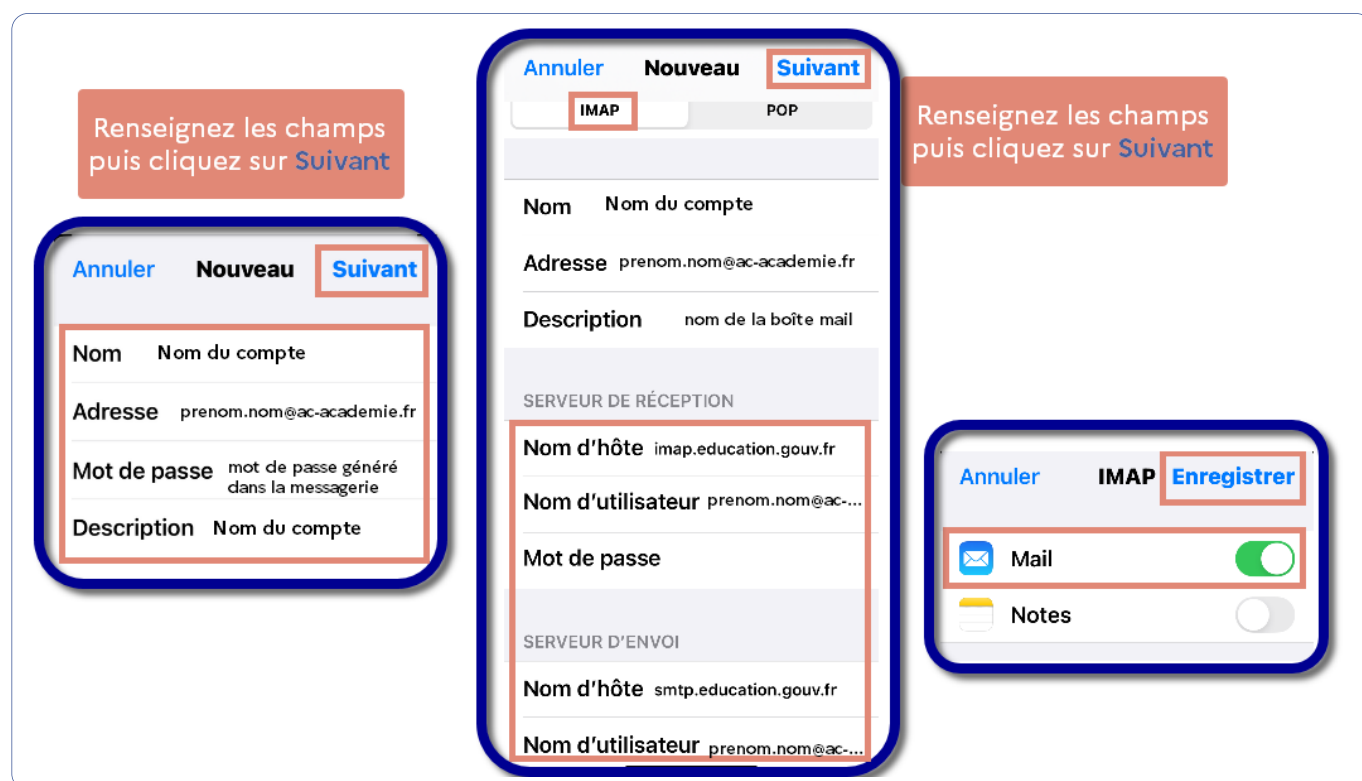 Renseignez les champs
puis cliquez sur Suivant
Annuler Nouveau Suivant
Nom Nom du compte
Adresse prenom.nom@ac-academie.fr
Mot de passe mot de passe généré
dans la messagerie
Description Nom du compte
Annuler Nouveau Suivant
IMAP POP
Nom Nom du compte
Adresse prenom.nom@ac-academie.fr
Description nom de la boîte mail
SERVEUR DE RÉCEPTION
Nom d'hôte imap.education.gouv.fr
Nom d'utilisateur prenom.nom@ac-...
Mot de passe
SERVEUR D'ENVOI
Nom d'hôte smtp.education.gouv.fr
Nom d'utilisateur prenom.nom@ac-...
Renseignez les champs
puis cliquez sur Suivant
Annuler IMAP Enregistrer
Mail
Notes